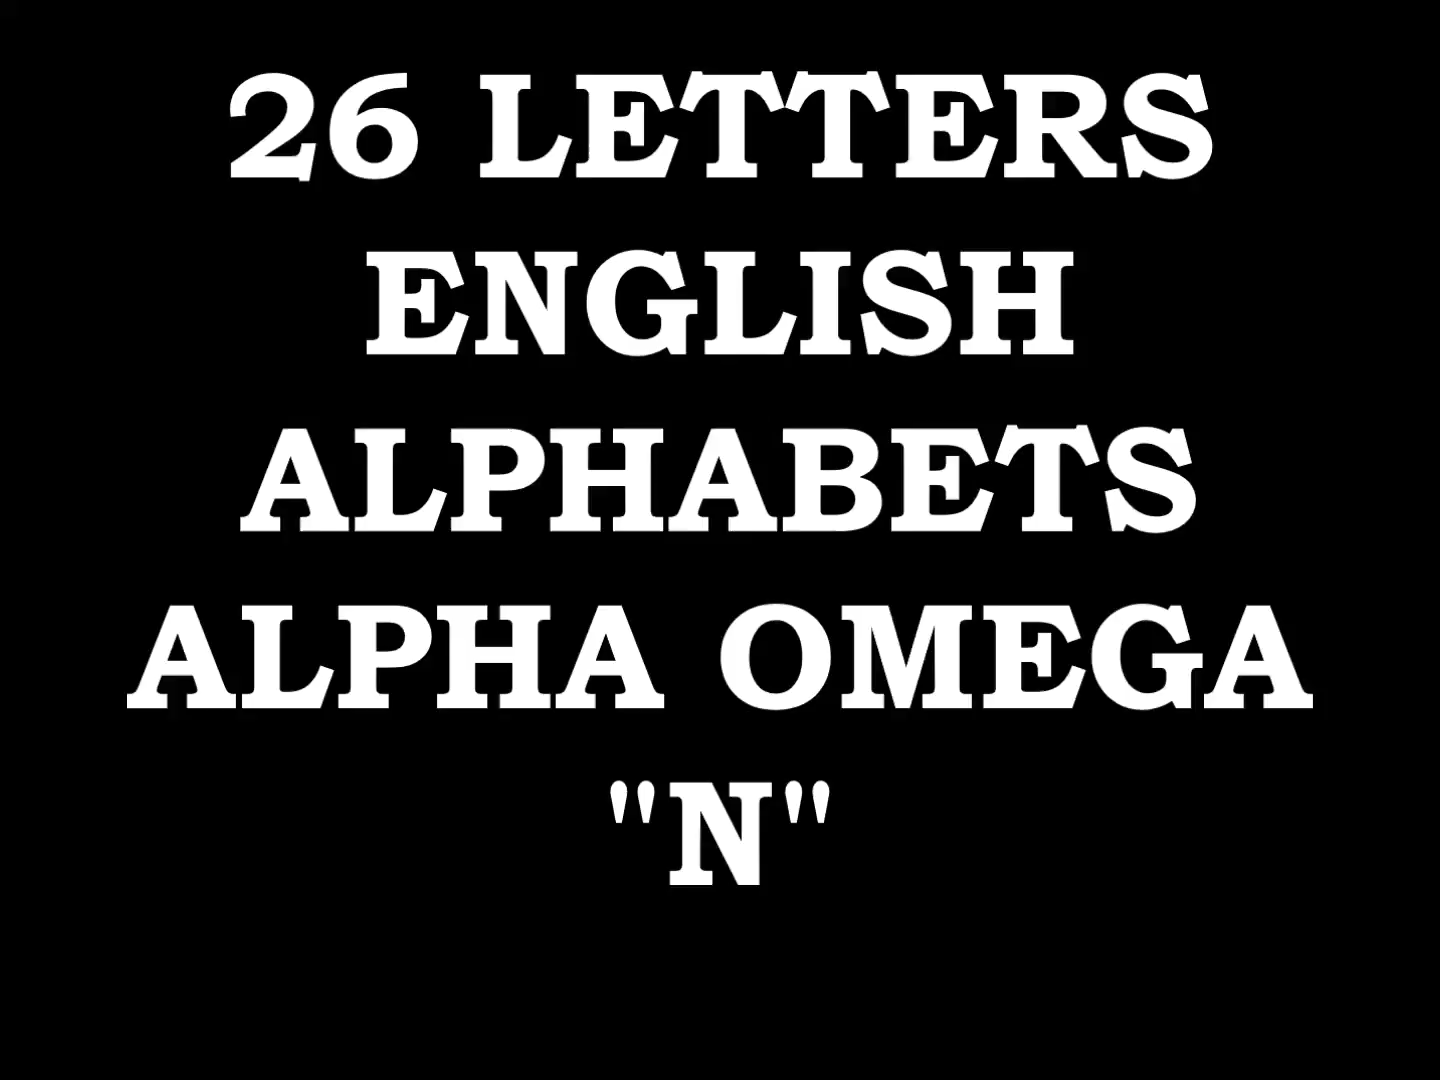 26 LETTERS
ENGLISH
ALPHABETS
ALPHA OMEGA
"N"